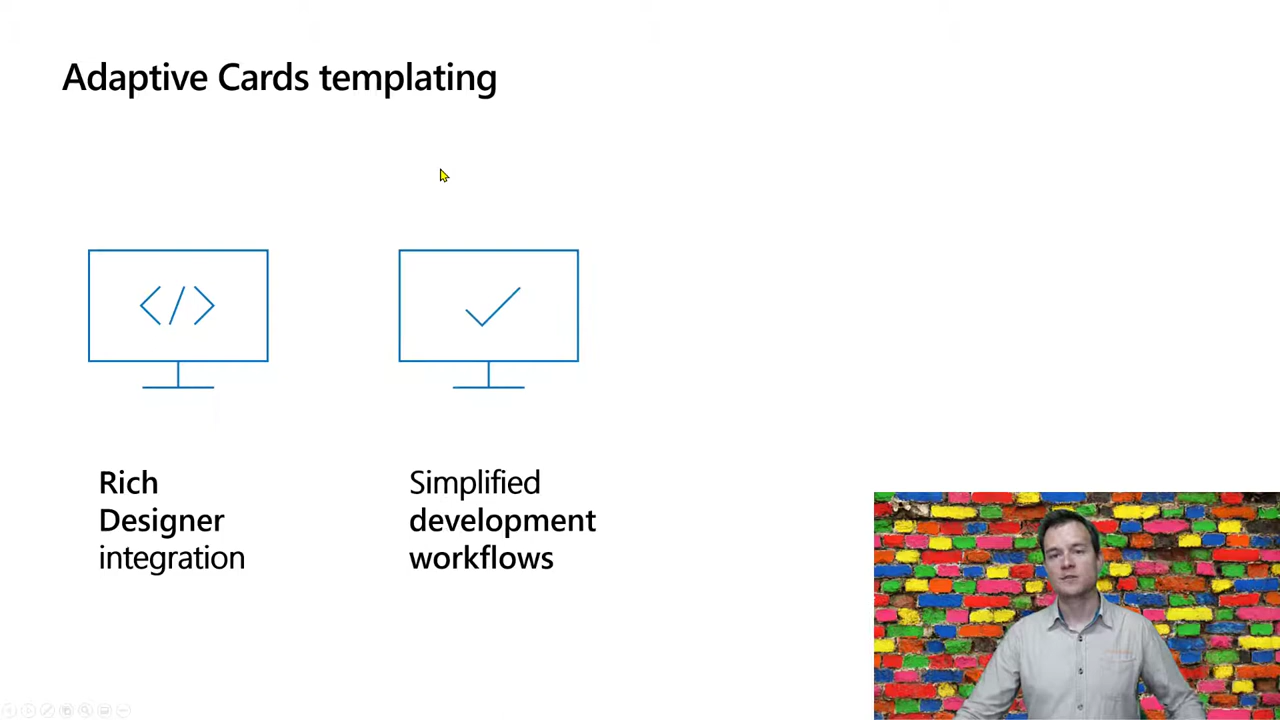 Adaptive Cards templating
</>
Rich
Designer
integration
Simplified
development
workflows